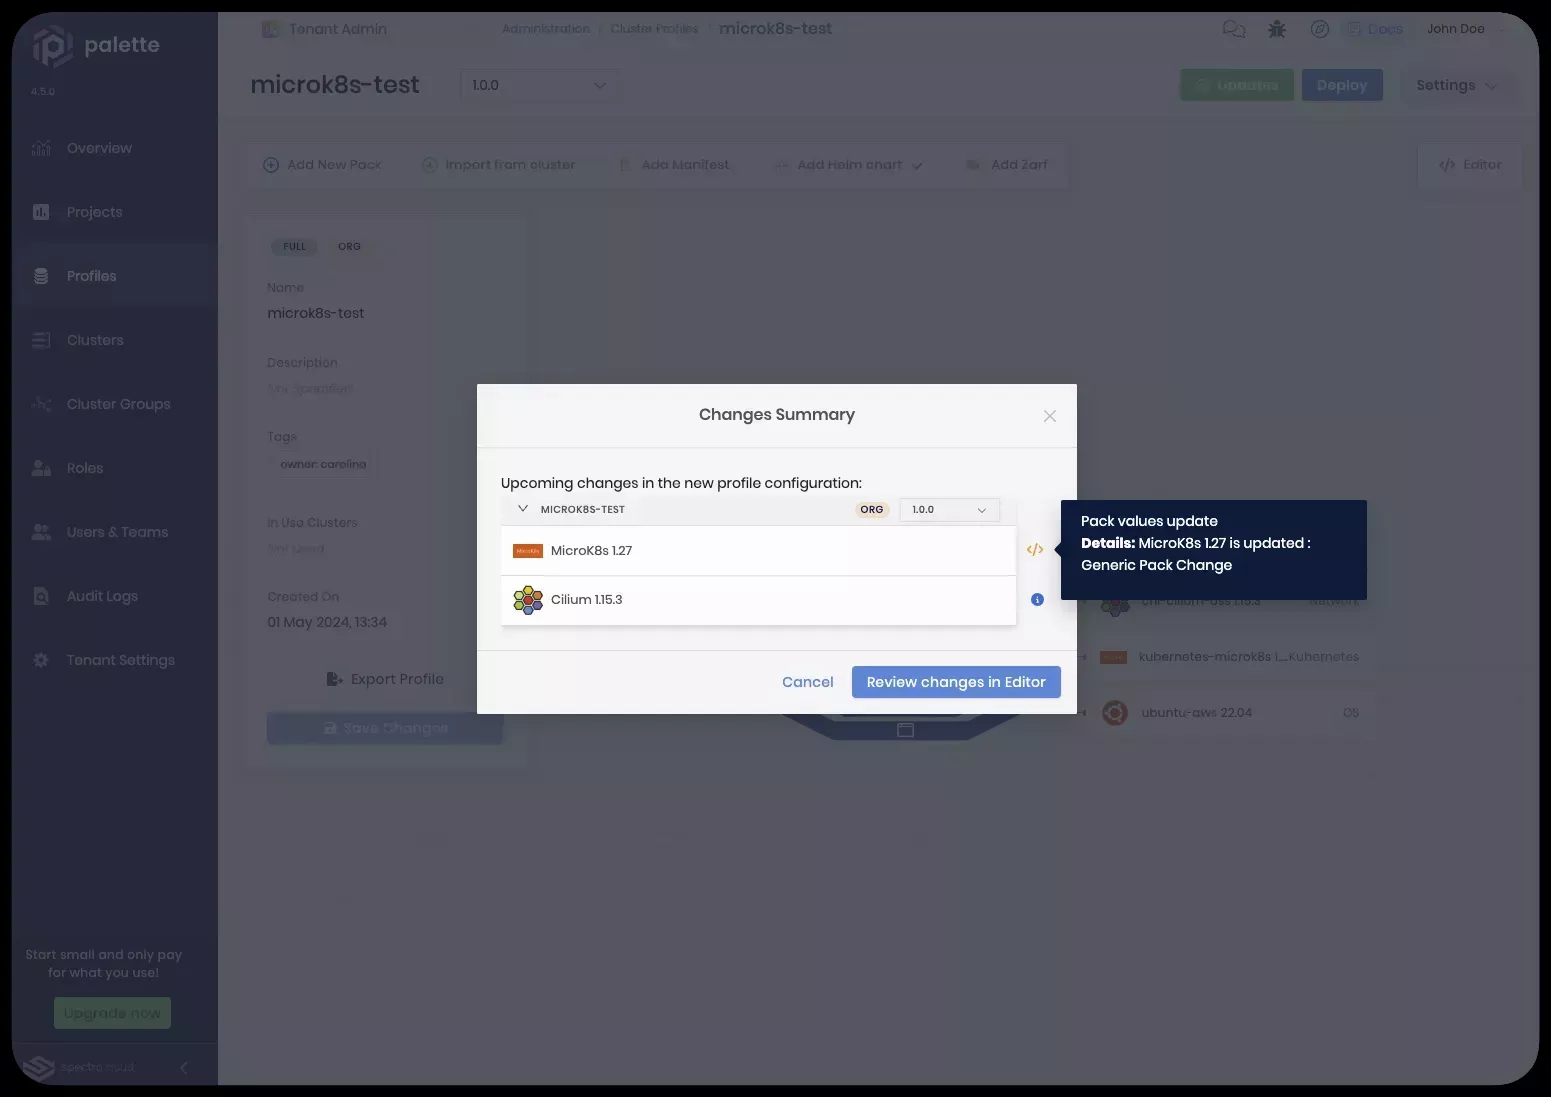 palette
4.5.0
Overview
Projects
Profiles
Clusters
Cluster Groups
Roles
Users & Teams
Audit Logs
Tenant Settings
Start small and only pay
for what you use!
Upgrade now
spectro cloud
Tenant Admin
Administration / Cluster Profiles / microk8s-test
Docs
John Doe
microk8s-test
1.0.0
Updates
Deploy
Settings
Add New Pack
Import from cluster
Add Manifest
Add Helm chart
Add Zarf
</> Editor
FULL
ORG
Name
microk8s-test
Description
Tags
owner: carolina
In Use Clusters
Not used
Created On
01 May 2024, 13:34
Export Profile
Save Changes
Changes Summary
Upcoming changes in the new profile configuration:
MICROK8S-TEST
ORG
1.0.0
MicroK8s 1.27
</>
Cilium 1.15.3
Cancel
Review changes in Editor
Pack values update
Details: MicroK8s 1.27 is updated :
Generic Pack Change
cni-cilium-oss 1.15.3
Network
kubernetes-microk8s 1....Kubernetes
ubuntu-aws 22.04
OS